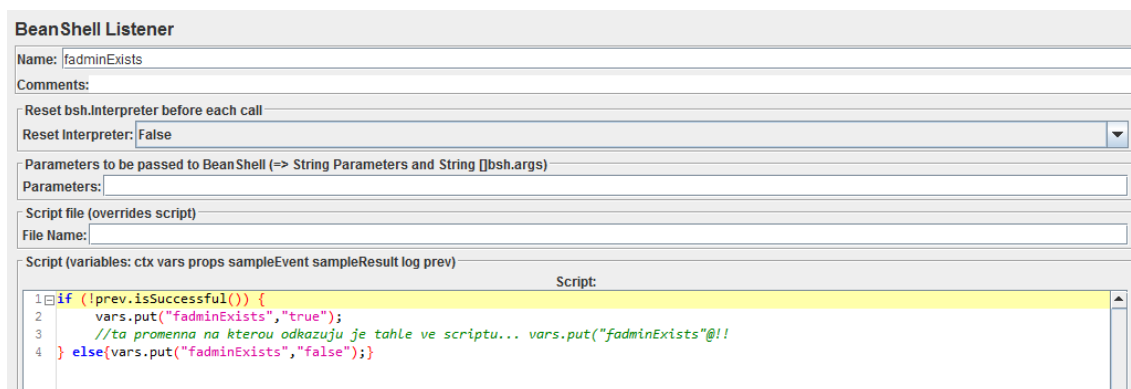 BeanShell Listener
Name: fadminExists
Comments:
Reset bsh.Interpreter before each call
Reset Interpreter: False
Parameters to be passed to BeanShell (=> String Parameters and String []bsh.args)
Parameters:
Script file (overrides script)
File Name:
Script (variables: ctx vars props sampleEvent sampleResult log prev)
Script:
1 if (!prev.isSuccessful()) {
2 vars.put("fadminExists","true");
3 //ta promenna na kterou odkazuju je tahle ve scriptu... vars.put("fadminExists"@!!
4 } else{vars.put("fadminExists","false");}